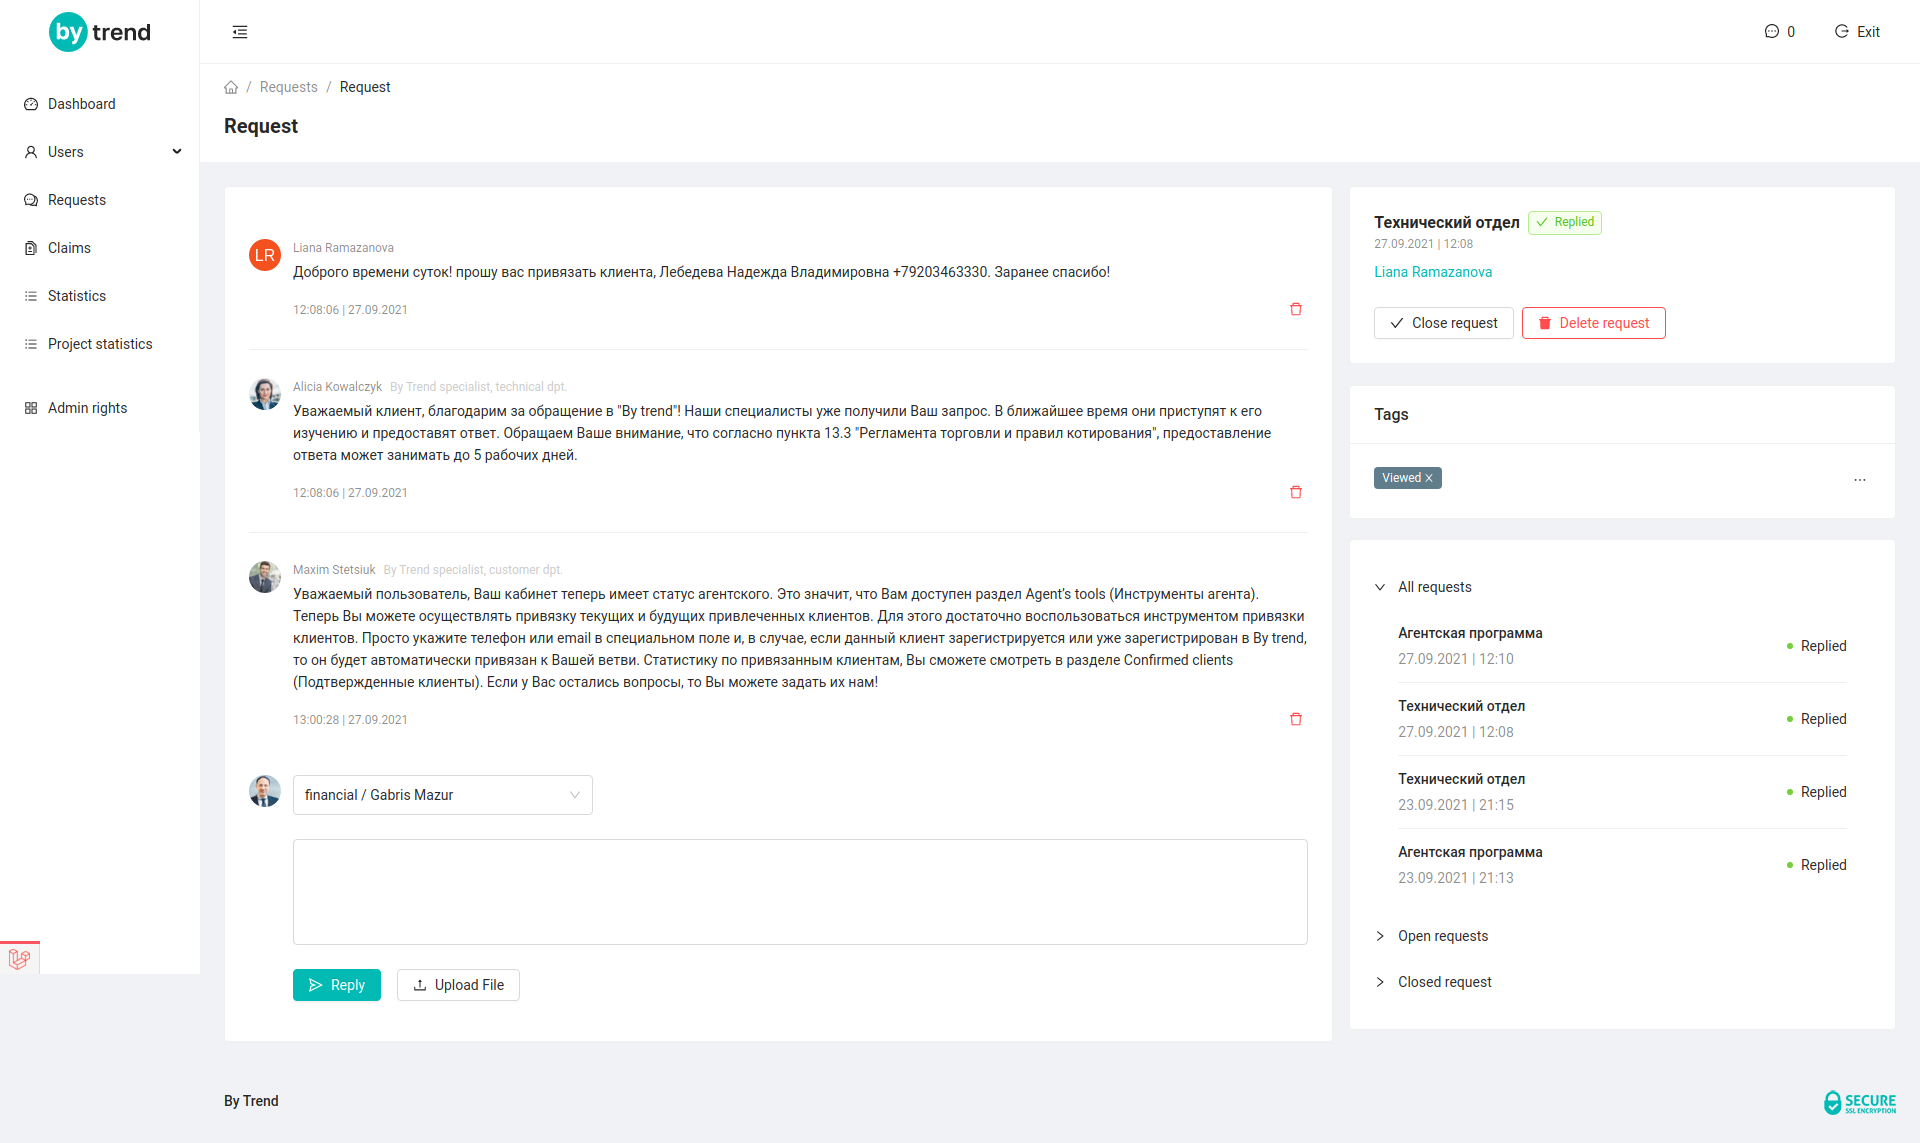 by trend
0
Exit
Dashboard
Users
Requests
Claims
Statistics
Project statistics
Admin rights
/ Requests / Request
Request
LR
Liana Ramazanova
Доброго времени суток! прошу вас привязать клиента, Лебедева Надежда Владимировна +79203463330. Заранее спасибо!
12:08:06 | 27.09.2021
Alicia Kowalczyk By Trend specialist, technical dpt.
Уважаемый клиент, благодарим за обращение в "By trend"! Наши специалисты уже получили Ваш запрос. В ближайшее время они приступят к его
изучению и предоставят ответ. Обращаем Ваше внимание, что согласно пункта 13.3 "Регламента торговли и правил котирования", предоставление
ответа может занимать до 5 рабочих дней.
12:08:06 | 27.09.2021
Maxim Stetsiuk By Trend specialist, customer dpt.
Уважаемый пользователь, Ваш кабинет теперь имеет статус агентского. Это значит, что Вам доступен раздел Agent's tools (Инструменты агента).
Теперь Вы можете осуществлять привязку текущих и будущих привлеченных клиентов. Для этого достаточно воспользоваться инструментом привязки
клиентов. Просто укажите телефон или email в специальном поле и, в случае, если данный клиент зарегистрируется или уже зарегистрирован в By trend,
то он будет автоматически привязан к Вашей ветви. Статистику по привязанным клиентам, Вы сможете смотреть в разделе Confirmed clients
(Подтвержденные клиенты). Если у Вас остались вопросы, то Вы можете задать их нам!
13:00:28 | 27.09.2021
financial / Gabris Mazur
Reply
Upload File
Технический отдел
Replied
27.09.2021 | 12:08
Liana Ramazanova
Close request
Delete request
Tags
Viewed
...
All requests
Агентская программа
27.09.2021 | 12:10
Replied
Технический отдел
27.09.2021 | 12:08
Replied
Технический отдел
23.09.2021 | 21:15
Replied
Агентская программа
23.09.2021 | 21:13
Replied
Open requests
Closed request
By Trend
SECURE
SSL ENCRYPTION